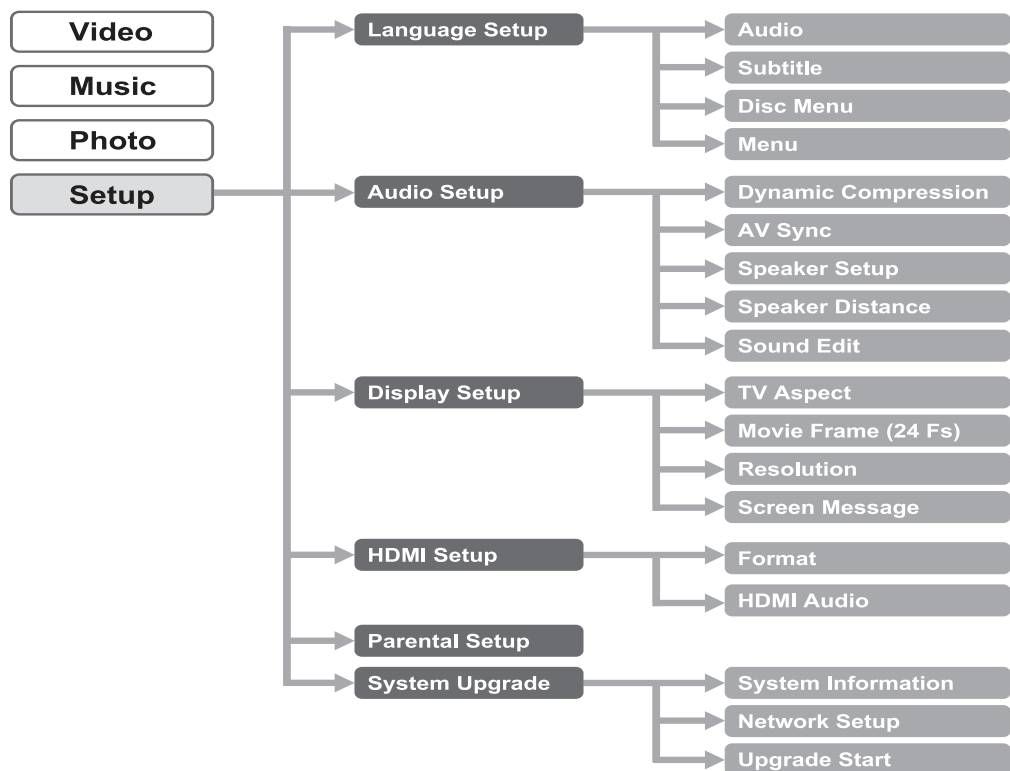 Video
Music
Photo
Setup
Language Setup
Audio
Subtitle
Disc Menu
Menu
Audio Setup
Dynamic Compression
AV Sync
Speaker Setup
Speaker Distance
Sound Edit
Display Setup
TV Aspect
Movie Frame (24 Fs)
Resolution
Screen Message
HDMI Setup
Format
HDMI Audio
Parental Setup
System Upgrade
System Information
Network Setup
Upgrade Start